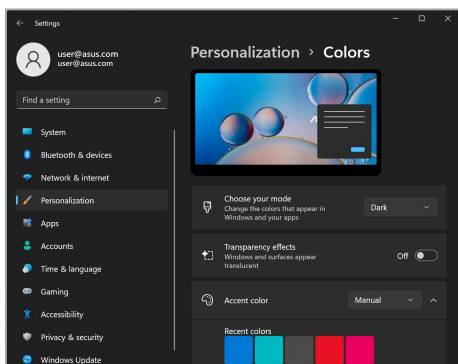 Settings
user@asus.com
user@asus.com
Find a setting
System
Bluetooth & devices
Network & internet
Personalization
Apps
Accounts
Time & language
Gaming
Accessibility
Privacy & security
Windows Update
Personalization > Colors
Choose your mode
Change the colors that appear in
Windows and your apps
Dark
Transparency effects
Windows and surfaces appear
translucent
Off
Accent color
Manual
Recent colors